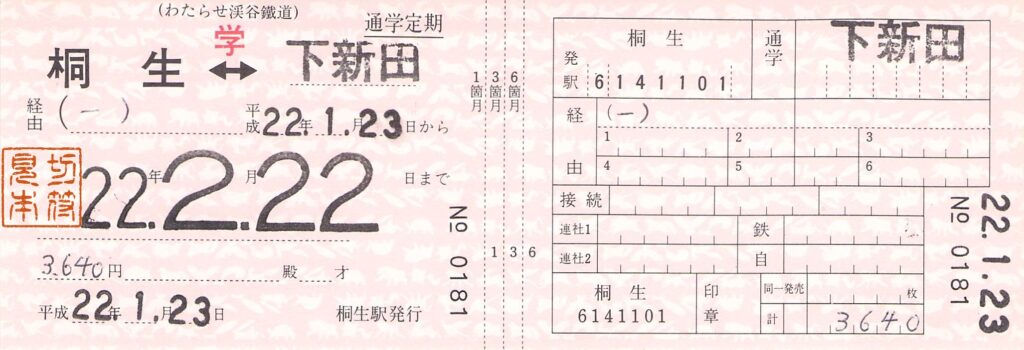 (わたらせ渓谷鐵道)
通学定期
学
桐生 ↔ 下新田
経由 (一)
平成22年1月23日から
22年2月22日まで
見本
切符
3,640円 殿 才
平成22年1月23日 桐生駅発行
№ 0181
1箇月 3箇月 6箇月
1 3 6
発駅 桐生 通学 下新田
6141101
経由 (一)
1 2 3
4 5 6
接続
連社1 鉄
連社2 自
桐生 印章 同一発売 枚
6141101 計 3,640
№ 0181
22.1.23